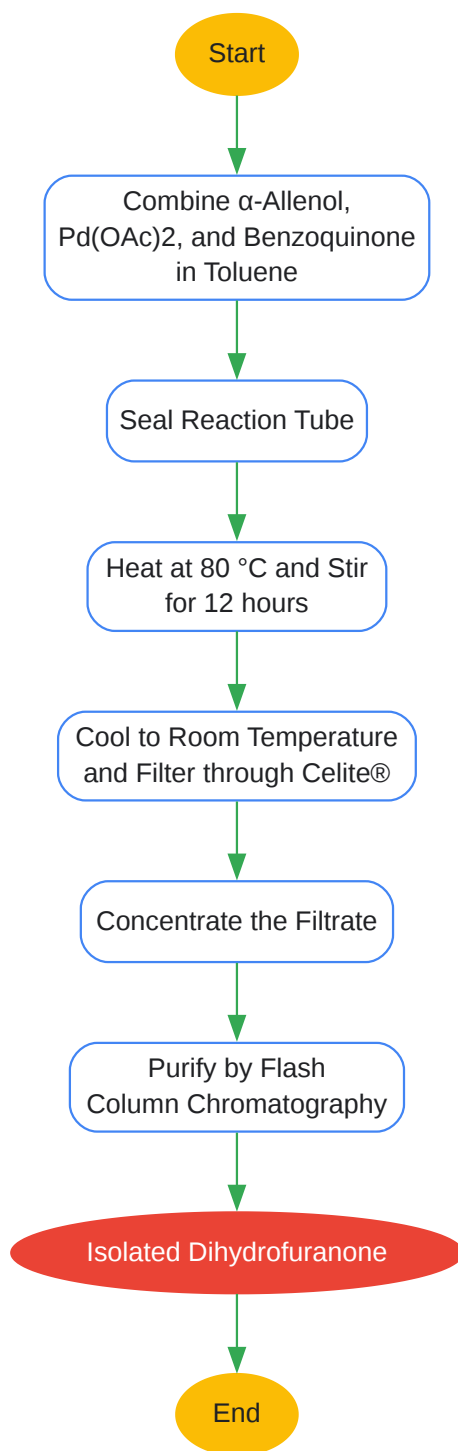 Start
Combine α-Allenol,
Pd(OAc)2, and Benzoquinone
in Toluene
Seal Reaction Tube
Heat at 80 °C and Stir
for 12 hours
Cool to Room Temperature
and Filter through Celite®
Concentrate the Filtrate
Purify by Flash
Column Chromatography
Isolated Dihydrofuranone
End